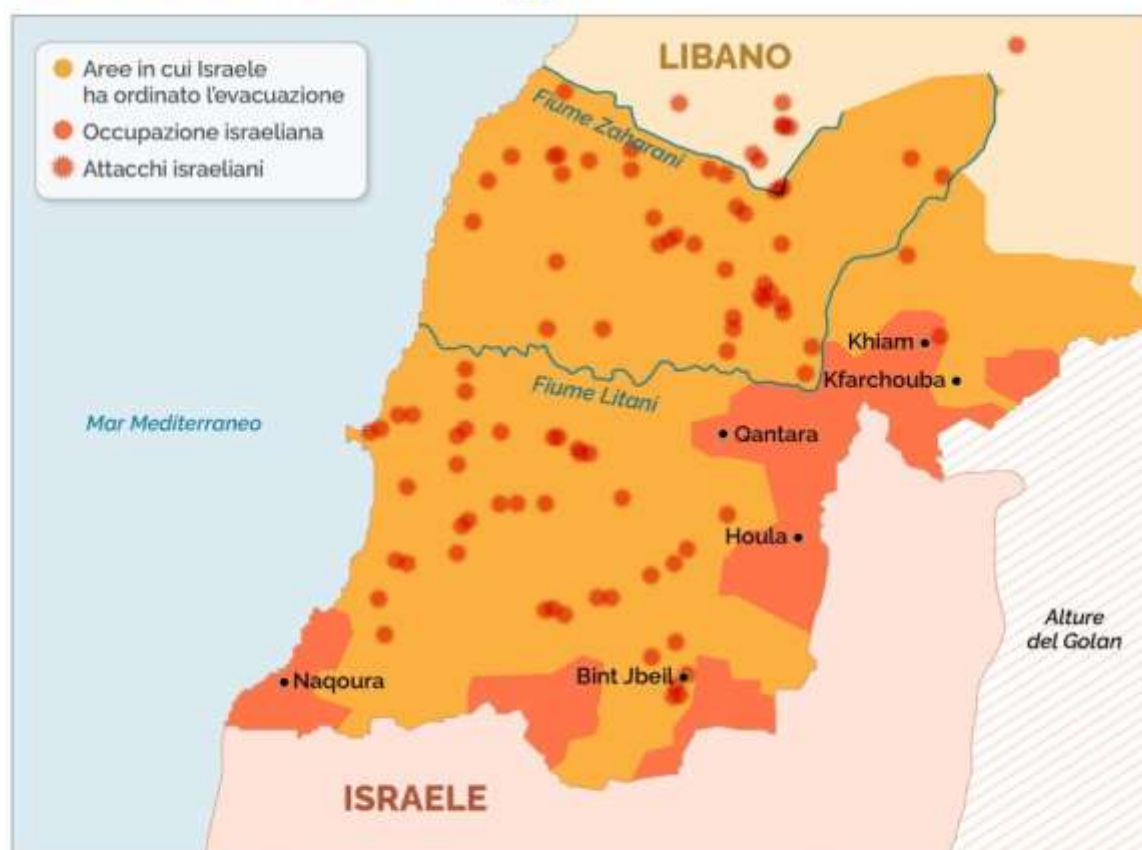 LIBANO
Aree in cui Israele
ha ordinato l'evacuazione
Occupazione israeliana
Attacchi israeliani
Fiume Zaharani
Khiam
Kfarchouba
Fiume Litani
Mar Mediterraneo
Qantara
Houla
Alture
del Golan
Naqoura
Bint Jbeil
ISRAELE